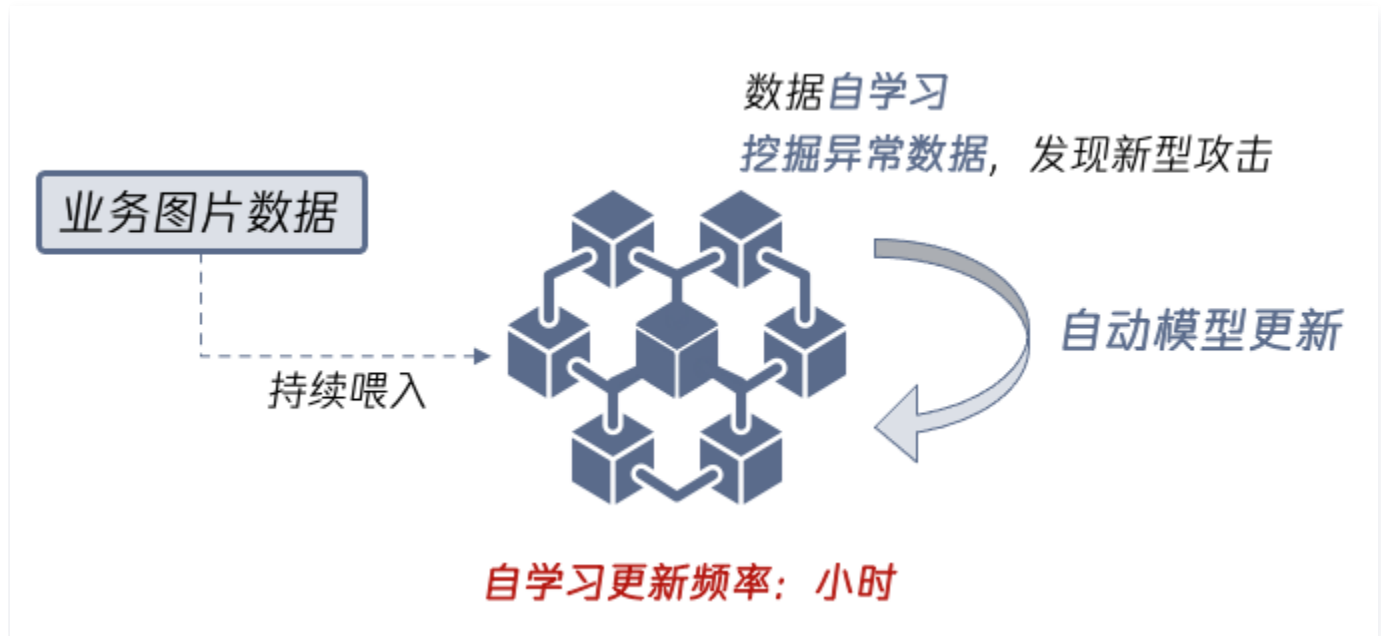 数据自学习
挖掘异常数据，发现新型攻击
业务图片数据
持续喂入
自动模型更新
自学习更新频率：小时